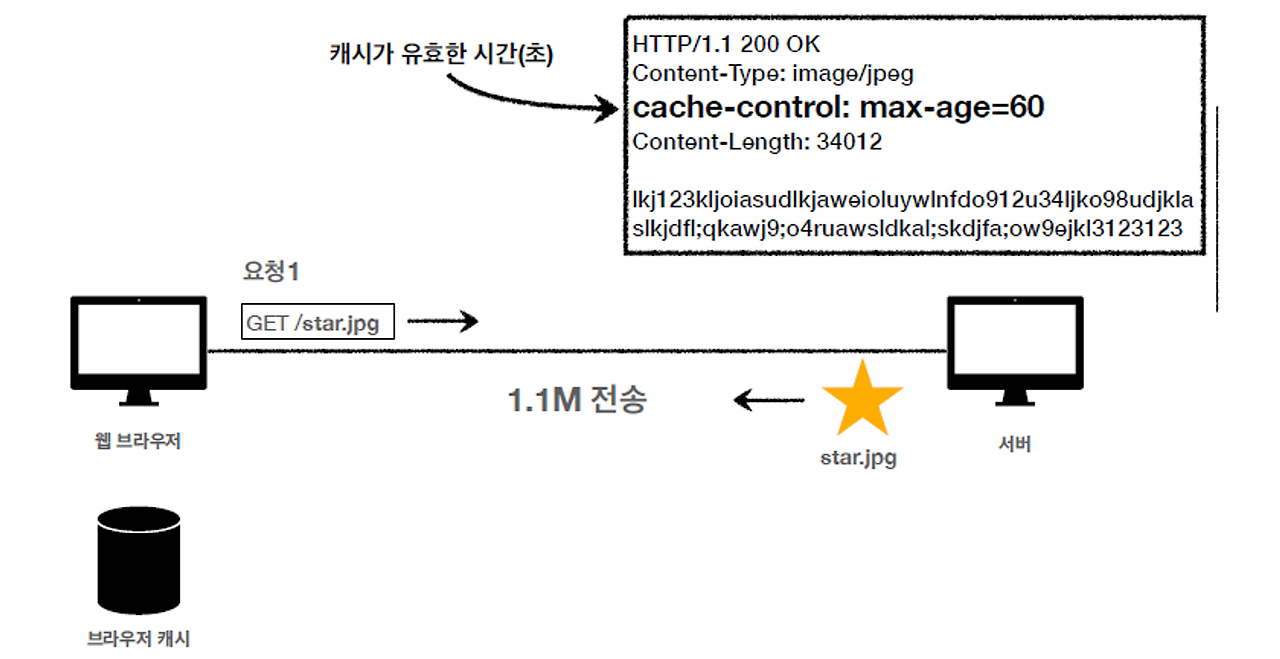 캐시가 유효한 시간(초)
HTTP/1.1 200 OK
Content-Type: image/jpeg
cache-control: max-age=60
Content-Length: 34012
lkj123kljoiasudlkjaweioluywlnfdo912u34ljko98udjkla
slkjdfl;qkawj9;o4ruawsldkal;skdjfa;ow9ejkl3123123
요청1
GET /star.jpg
1.1M 전송
star.jpg
웹 브라우저
서버
브라우저 캐시